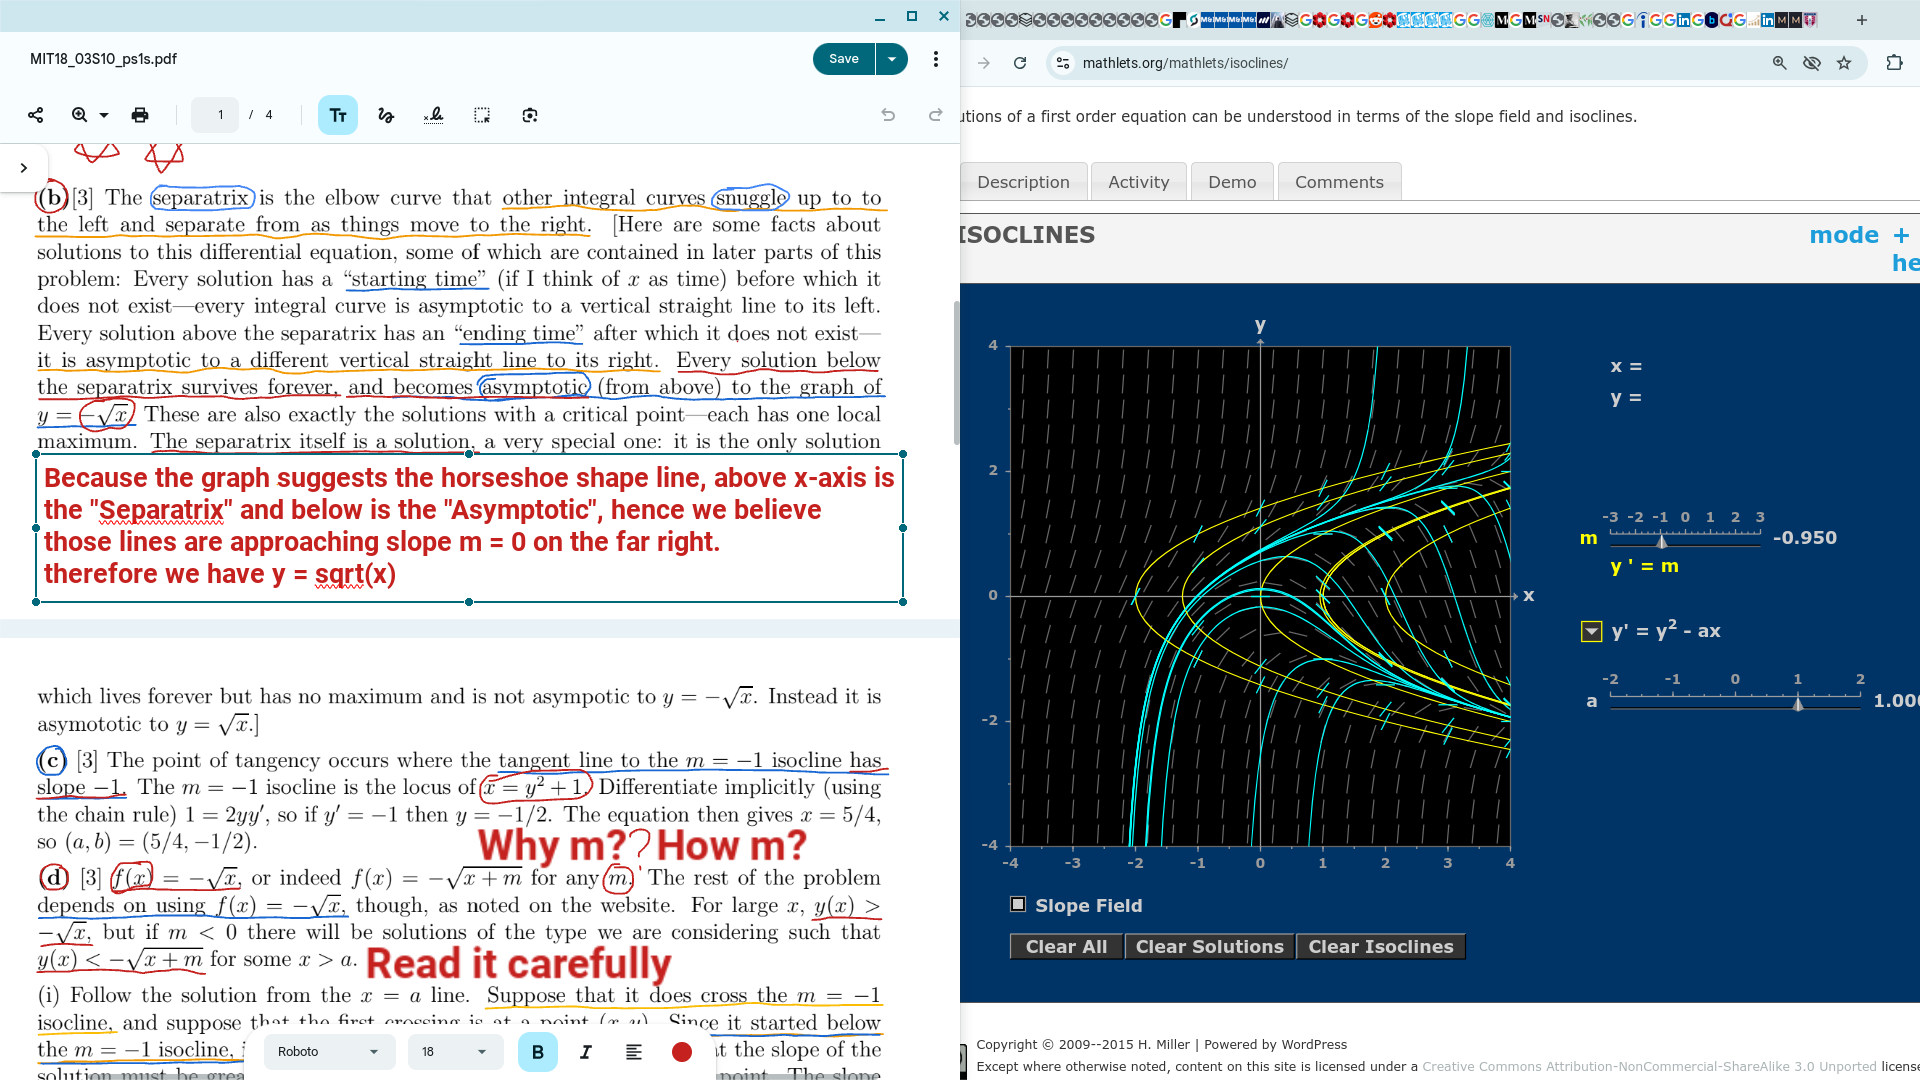 MIT18_03S10_ps1s.pdf
Save
1 / 4
(b) [3] The separatrix is the elbow curve that other integral curves snuggle up to to
the left and separate from as things move to the right. [Here are some facts about
solutions to this differential equation, some of which are contained in later parts of this
problem: Every solution has a “starting time” (if I think of x as time) before which it
does not exist—every integral curve is asymptotic to a vertical straight line to its left.
Every solution above the separatrix has an “ending time” after which it does not exist—
it is asymptotic to a different vertical straight line to its right. Every solution below
the separatrix survives forever, and becomes asymptotic (from above) to the graph of
y = −√x. These are also exactly the solutions with a critical point—each has one local
maximum. The separatrix itself is a solution, a very special one: it is the only solution
Because the graph suggests the horseshoe shape line, above x-axis is
the "Separatrix" and below is the "Asymptotic", hence we believe
those lines are approaching slope m = 0 on the far right.
therefore we have y = sqrt(x)
which lives forever but has no maximum and is not asympotic to y = −√x. Instead it is
asymototic to y = √x.]
(c) [3] The point of tangency occurs where the tangent line to the m = −1 isocline has
slope −1. The m = −1 isocline is the locus of x = y² + 1. Differentiate implicitly (using
the chain rule) 1 = 2yy′, so if y′ = −1 then y = −1/2. The equation then gives x = 5/4,
so (a, b) = (5/4, −1/2).
Why m?? How m?
(d) [3] f(x) = −√x, or indeed f(x) = −√x + m for any m. The rest of the problem
depends on using f(x) = −√x, though, as noted on the website. For large x, y(x) >
−√x, but if m < 0 there will be solutions of the type we are considering such that
y(x) < −√x + m for some x > a.
Read it carefully
(i) Follow the solution from the x = a line. Suppose that it does cross the m = −1
isocline, and suppose that the first crossing is at a point (x, y). Since it started below
the m = −1 isocline, i
t the slope of the
solution must be grea
point. The slope
Roboto
18
B
I
mathlets.org/mathlets/isoclines/
utions of a first order equation can be understood in terms of the slope field and isoclines.
Description
Activity
Demo
Comments
ISOCLINES
mode +
he
y
4
2
0
-2
-4
-4 -3 -2 -1 0 1 2 3 4
x
x =
y =
-3 -2 -1 0 1 2 3
m
-0.950
y ' = m
y' = y² - ax
-2 -1 0 1 2
a
1.000
Slope Field
Clear All
Clear Solutions
Clear Isoclines
Copyright © 2009--2015 H. Miller | Powered by WordPress
Except where otherwise noted, content on this site is licensed under a Creative Commons Attribution-NonCommercial-ShareAlike 3.0 Unported license